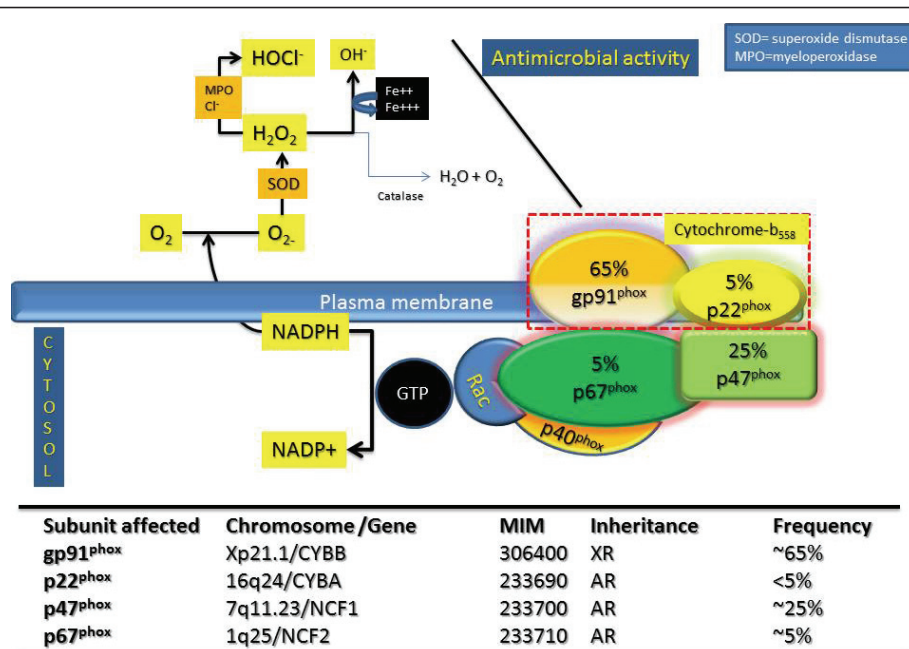 SOD= superoxide dismutase
MPO=myeloperoxidase
Antimicrobial activity
HOCl⁻
OH⁻
MPO
Cl⁻
Fe++
Fe+++
H₂O₂
H₂O + O₂
Catalase
SOD
O₂
O₂₋
Cytochrome-b₅₅₈
65%
gp91ᵖʰᵒˣ
5%
p22ᵖʰᵒˣ
Plasma membrane
CYTOSOL
NADPH
GTP
Rac
5%
p67ᵖʰᵒˣ
25%
p47ᵖʰᵒˣ
p40ᵖʰᵒˣ
NADP+
Subunit affected Chromosome/Gene MIM Inheritance Frequency
gp91ᵖʰᵒˣ Xp21.1/CYBB 306400 XR ~65%
p22ᵖʰᵒˣ 16q24/CYBA 233690 AR <5%
p47ᵖʰᵒˣ 7q11.23/NCF1 233700 AR ~25%
p67ᵖʰᵒˣ 1q25/NCF2 233710 AR ~5%